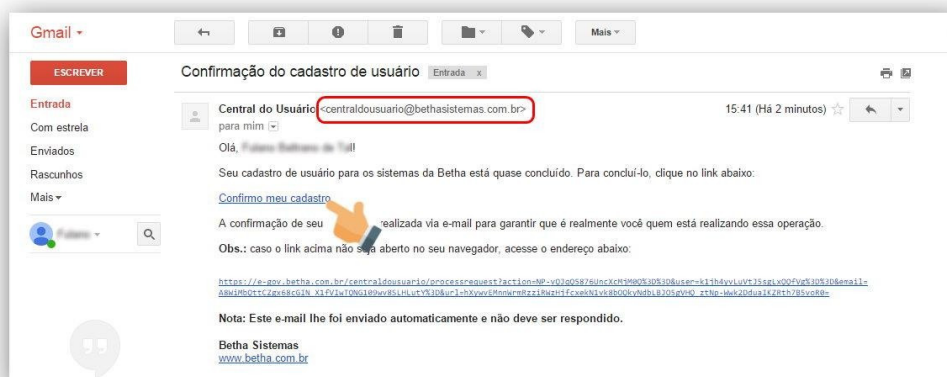 Gmail
Mais
ESCREVER
Confirmação do cadastro de usuário Entrada x
Entrada
Com estrela
Enviados
Rascunhos
Mais
Central do Usuário <centraldousuario@bethasistemas.com.br>
15:41 (Há 2 minutos)
para mim
Olá,
Seu cadastro de usuário para os sistemas da Betha está quase concluído. Para concluí-lo, clique no link abaixo:
Confirmo meu cadastro
A confirmação de seu realizada via e-mail para garantir que é realmente você quem está realizando essa operação.
Obs.: caso o link acima não seja aberto no seu navegador, acesse o endereço abaixo:
Nota: Este e-mail lhe foi enviado automaticamente e não deve ser respondido.
Betha Sistemas
www.betha.com.br